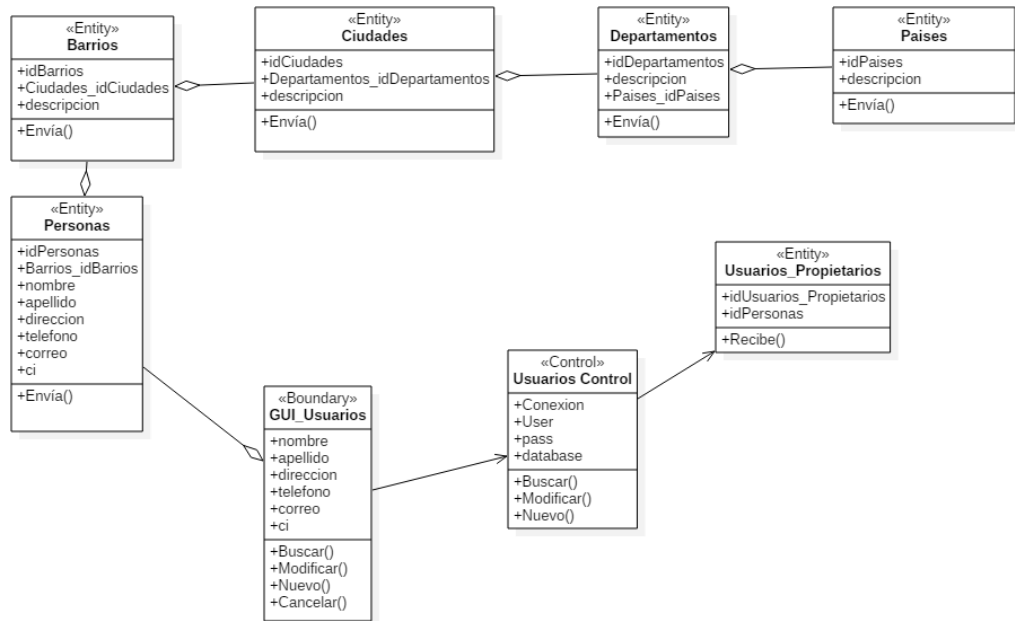 «Entity»
Barrios
+idBarrios
+Ciudades_idCiudades
+descripcion
+Envía()
«Entity»
Ciudades
+idCiudades
+Departamentos_idDepartamentos
+descripcion
+Envía()
«Entity»
Departamentos
+idDepartamentos
+descripcion
+Paises_idPaises
+Envía()
«Entity»
Paises
+idPaises
+descripcion
+Envía()
«Entity»
Personas
+idPersonas
+Barrios_idBarrios
+nombre
+apellido
+direccion
+telefono
+correo
+ci
+Envía()
«Boundary»
GUI_Usuarios
+nombre
+apellido
+direccion
+telefono
+correo
+ci
+Buscar()
+Modificar()
+Nuevo()
+Cancelar()
«Control»
Usuarios Control
+Conexion
+User
+pass
+database
+Buscar()
+Modificar()
+Nuevo()
«Entity»
Usuarios_Propietarios
+idUsuarios_Propietarios
+idPersonas
+Recibe()